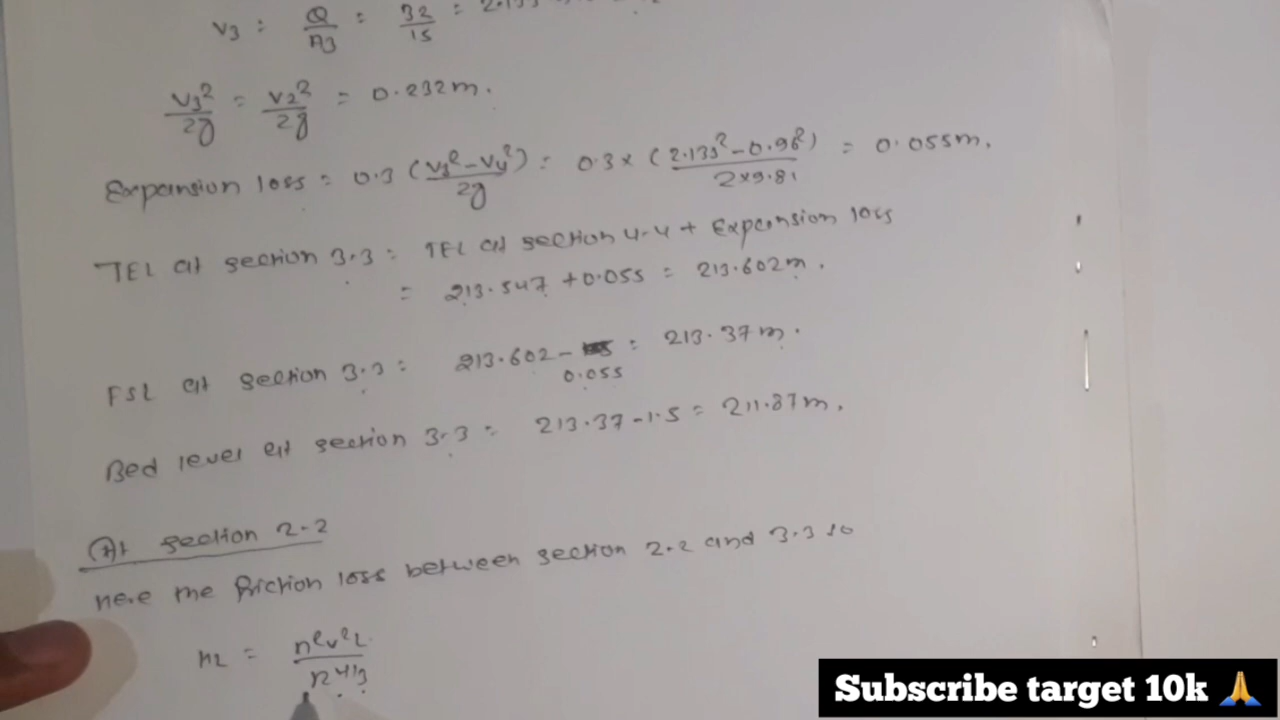 V3 = Q/A3 = 32/15 = 2.133
V3²/2g = V2²/2g = 0.232m.
Expansion loss = 0.3 (V3²-V4²/2g) = 0.3 x (2.133²-0.98²)/2x9.81 = 0.055m.
TEL at section 3.3 = TEL at section 4.4 + Expansion loss
= 213.547 + 0.055 = 213.602m.
FSL at section 3.3 = 213.602 - = 213.37m.
0.055
Bed level at section 3.3 = 213.37-1.5 = 211.87m.
At section 2-2
here the friction loss between section 2.2 and 3.3 is
HL = n²v²L/R4/3
Subscribe target 10k 🙏